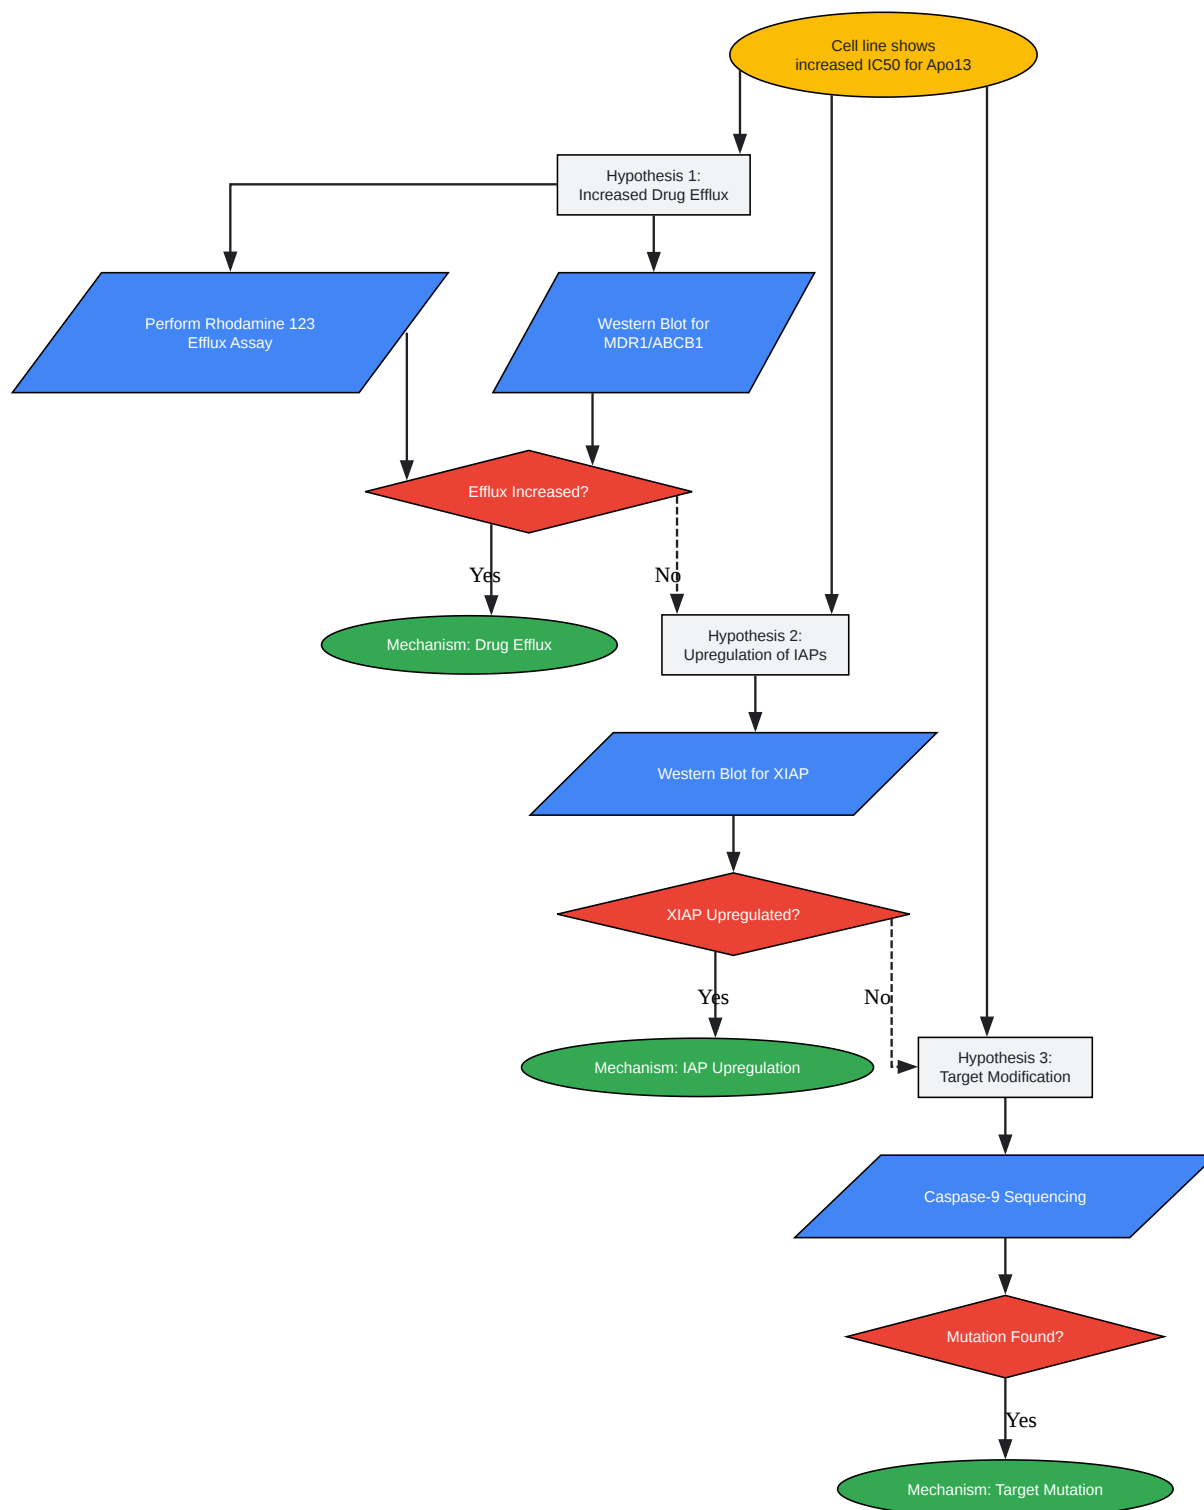 Cell line shows
increased IC50 for Apo13
Hypothesis 1:
Increased Drug Efflux
Perform Rhodamine 123
Efflux Assay
Western Blot for
MDR1/ABCB1
Efflux Increased?
Yes
No
Mechanism: Drug Efflux
Hypothesis 2:
Upregulation of IAPs
Western Blot for XIAP
XIAP Upregulated?
Yes
No
Mechanism: IAP Upregulation
Hypothesis 3:
Target Modification
Caspase-9 Sequencing
Mutation Found?
Yes
Mechanism: Target Mutation